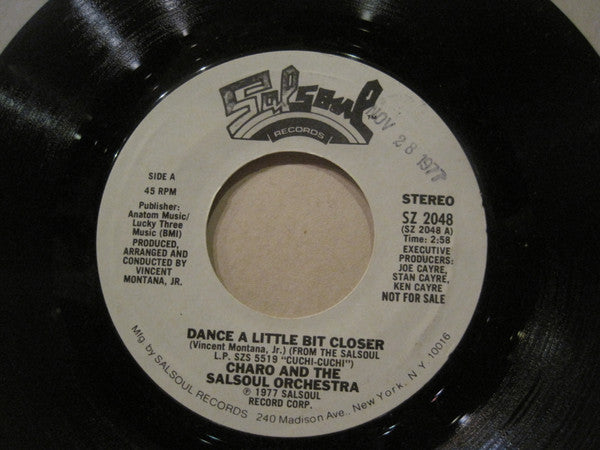 Salsoul
RECORDS
NOV 28 1977
SIDE A
45 RPM
Publisher:
Anatom Music/
Lucky Three
Music (BMI)
PRODUCED,
ARRANGED AND
CONDUCTED BY
VINCENT
MONTANA, JR.
STEREO
SZ 2048
(SZ 2048 A)
Time: 2:58
EXECUTIVE
PRODUCERS:
JOE CAYRE,
STAN CAYRE,
KEN CAYRE
NOT FOR SALE
DANCE A LITTLE BIT CLOSER
(Vincent Montana, Jr.) (FROM THE SALSOUL
L.P. SZS 5519 "CUCHI-CUCHI")
CHARO AND THE
SALSOUL ORCHESTRA
℗ 1977 SALSOUL
RECORD CORP.
Mfg. by SALSOUL RECORDS 240 Madison Ave., New York, N.Y. 10016